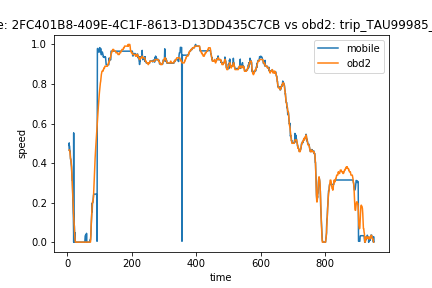 e: 2FC401B8-409E-4C1F-8613-D13DD435C7CB vs obd2: trip_TAU99985_
mobile
obd2
1.0
0.8
0.6
0.4
0.2
0.0
speed
0 200 400 600 800
time